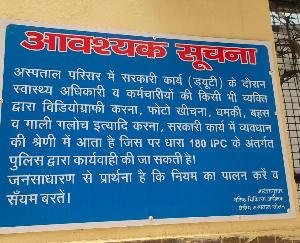 आवश्यक सूचना
अस्पताल परिसर में सरकारी कार्य (ड्यूटी) के दौरान
स्वास्थ्य अधिकारी व कर्मचारियों की किसी भी व्यक्ति
द्वारा विडियोग्राफी करना, फोटो खींचना, धमकी, बहस
व गाली गलोच इत्यादि करना, सरकारी कार्य में व्यवधान
की श्रेणी में आता है जिस पर धारा 180 IPC के अंतर्गत
पुलिस द्वारा कार्यवाही की जा सकती है।
जनसाधारण से प्रार्थना है कि नियम का पालन करें व
सँयम बरतें।